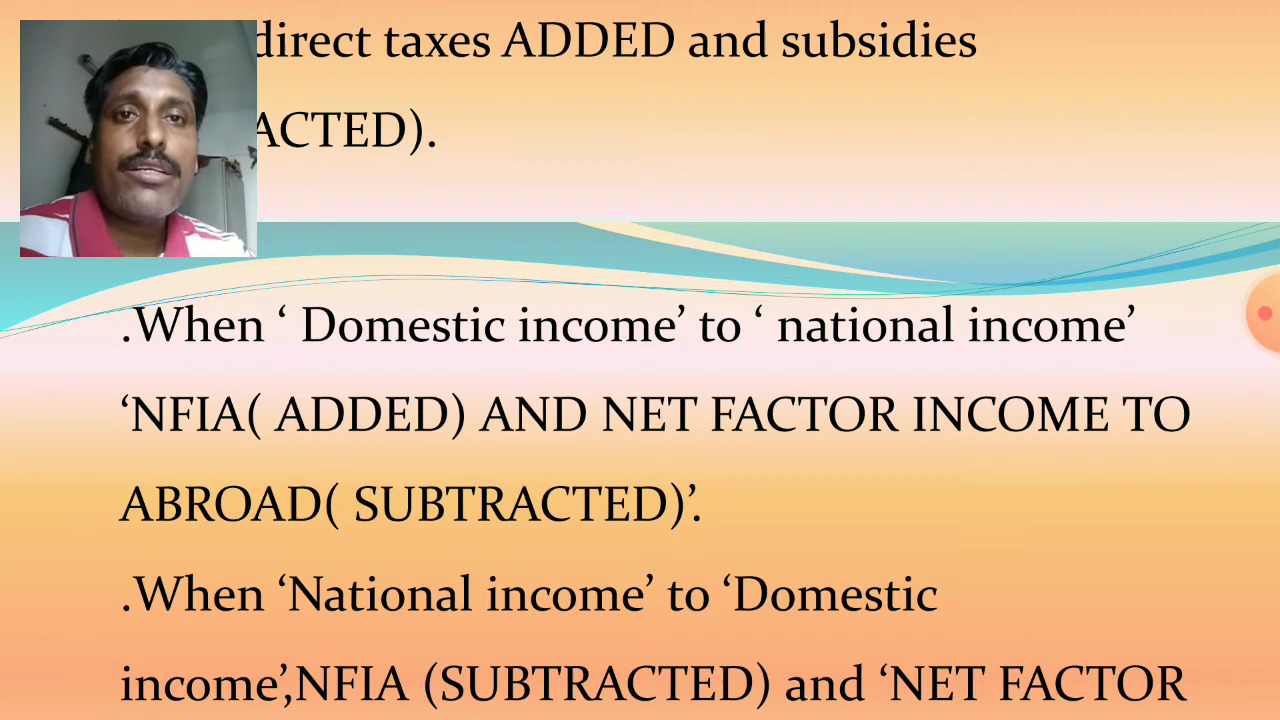 direct taxes ADDED and subsidies
ACTED).
.When ‘ Domestic income’ to ‘ national income’
‘NFIA( ADDED) AND NET FACTOR INCOME TO
ABROAD( SUBTRACTED)’.
.When ‘National income’ to ‘Domestic
income’,NFIA (SUBTRACTED) and ‘NET FACTOR